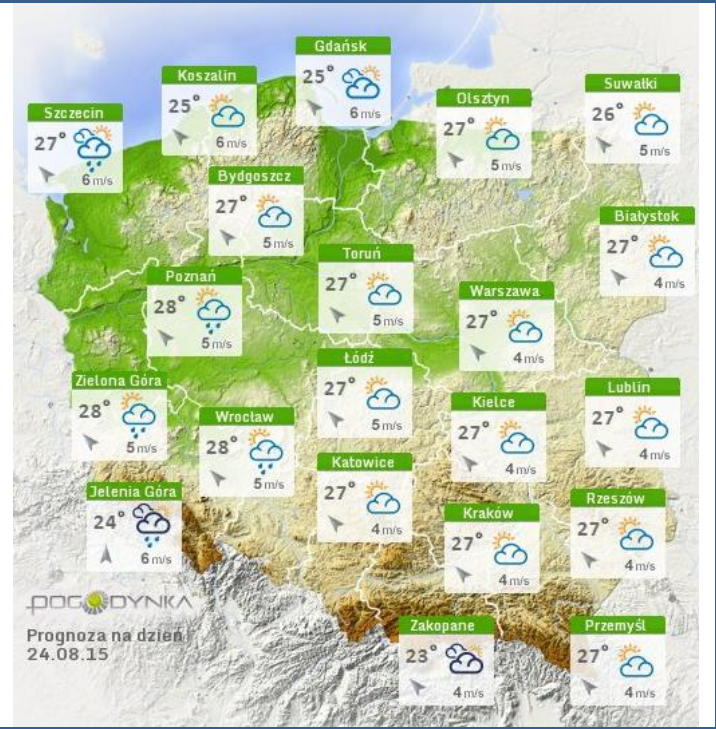 Gdańsk
25°
6 m/s
Koszalin
25°
6 m/s
Suwałki
26°
5 m/s
Olsztyn
27°
5 m/s
Szczecin
27°
6 m/s
Bydgoszcz
27°
5 m/s
Białystok
27°
4 m/s
Toruń
27°
5 m/s
Poznań
28°
5 m/s
Warszawa
27°
4 m/s
Łódź
27°
5 m/s
Zielona Góra
28°
5 m/s
Lublin
27°
4 m/s
Kielce
27°
4 m/s
Wrocław
28°
5 m/s
Katowice
27°
4 m/s
Jelenia Góra
24°
6 m/s
Rzeszów
27°
4 m/s
Kraków
27°
4 m/s
POGODYNKA
Prognoza na dzień
24.08.15
Zakopane
23°
4 m/s
Przemyśl
27°
4 m/s